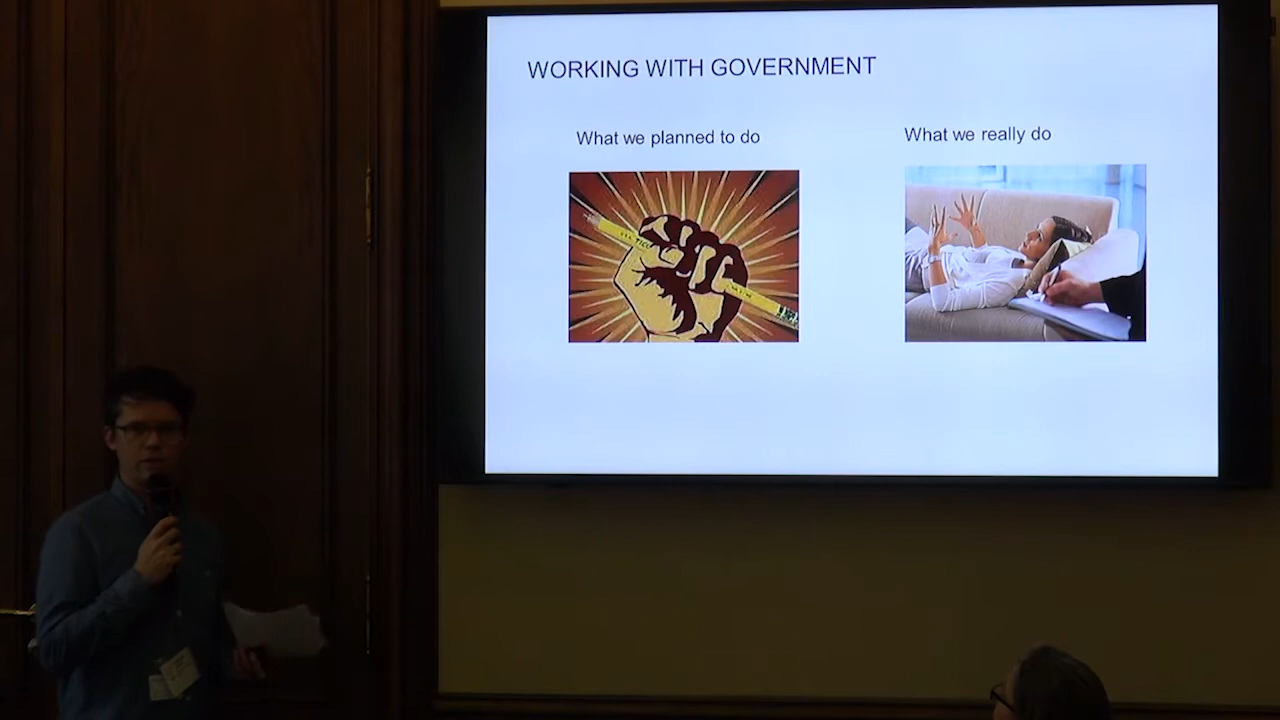 WORKING WITH GOVERNMENT
What we planned to do
What we really do